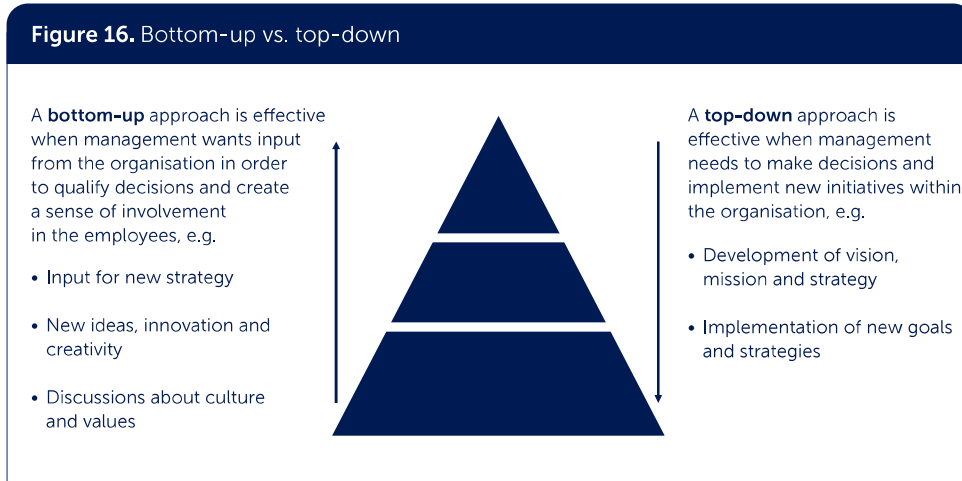 Figure 16. Bottom-up vs. top-down
A bottom-up approach is effective
when management wants input
from the organisation in order
to qualify decisions and create
a sense of involvement
in the employees, e.g.
• Input for new strategy
• New ideas, innovation and
creativity
• Discussions about culture
and values
A top-down approach is
effective when management
needs to make decisions and
implement new initiatives within
the organisation, e.g.
• Development of vision,
mission and strategy
• Implementation of new goals
and strategies